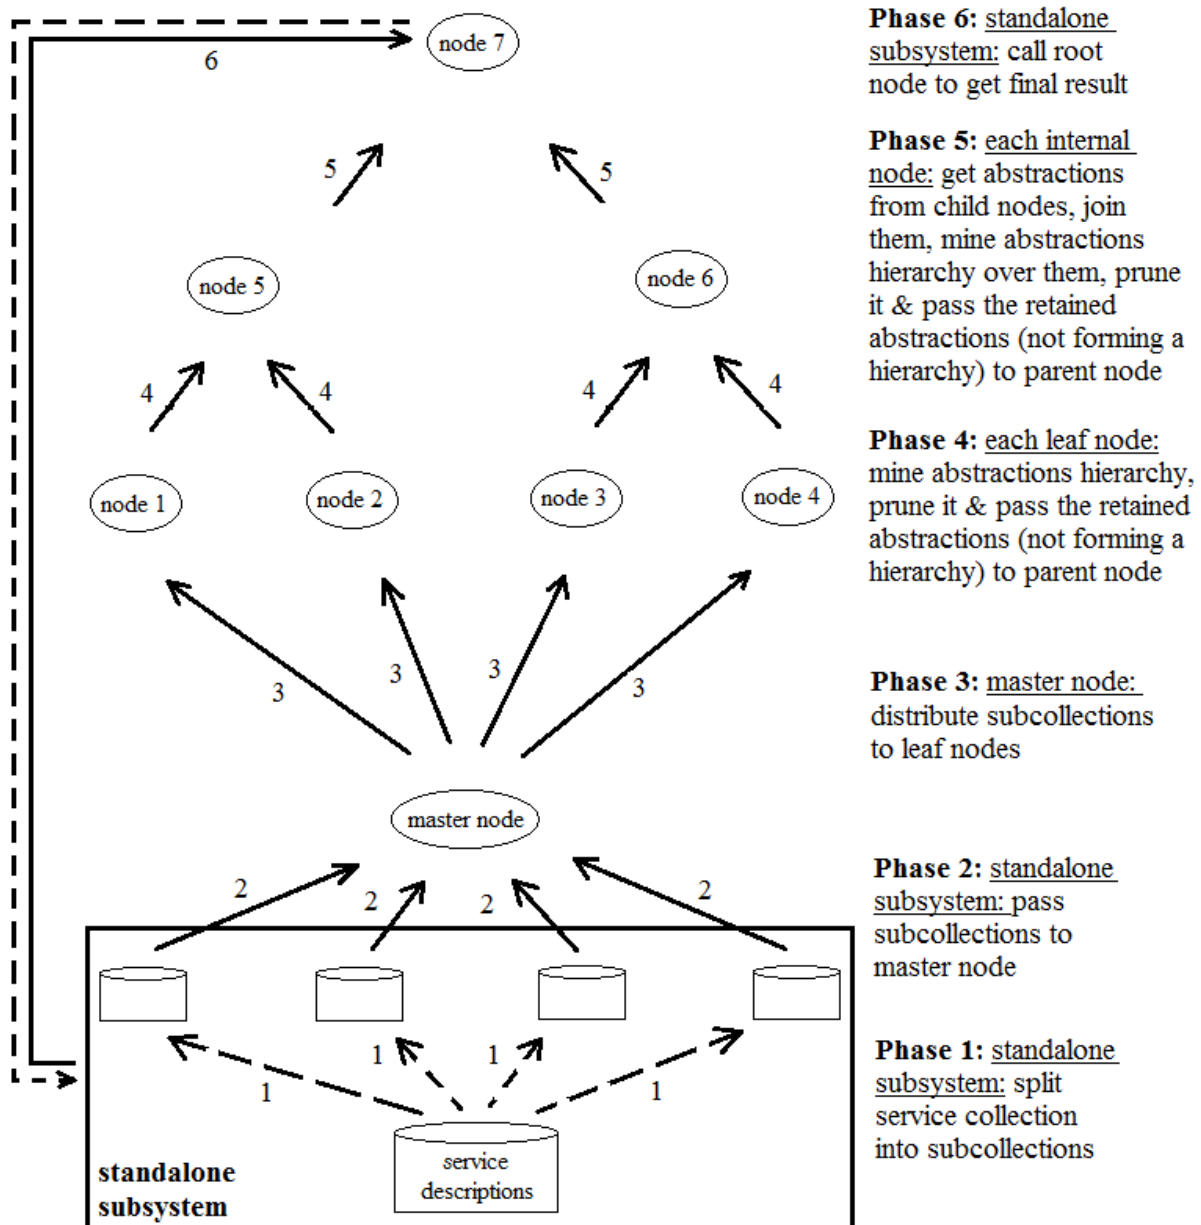 node 7
6
5
5
node 5
node 6
4
4
4
4
node 1
node 2
node 3
node 4
3
3
3
3
master node
2
2
2
2
1
1
1
1
service
descriptions
standalone
subsystem
Phase 6: standalone
subsystem: call root
node to get final result
Phase 5: each internal
node: get abstractions
from child nodes, join
them, mine abstractions
hierarchy over them, prune
it & pass the retained
abstractions (not forming a
hierarchy) to parent node
Phase 4: each leaf node:
mine abstractions hierarchy,
prune it & pass the retained
abstractions (not forming a
hierarchy) to parent node
Phase 3: master node:
distribute subcollections
to leaf nodes
Phase 2: standalone
subsystem: pass
subcollections to
master node
Phase 1: standalone
subsystem: split
service collection
into subcollections